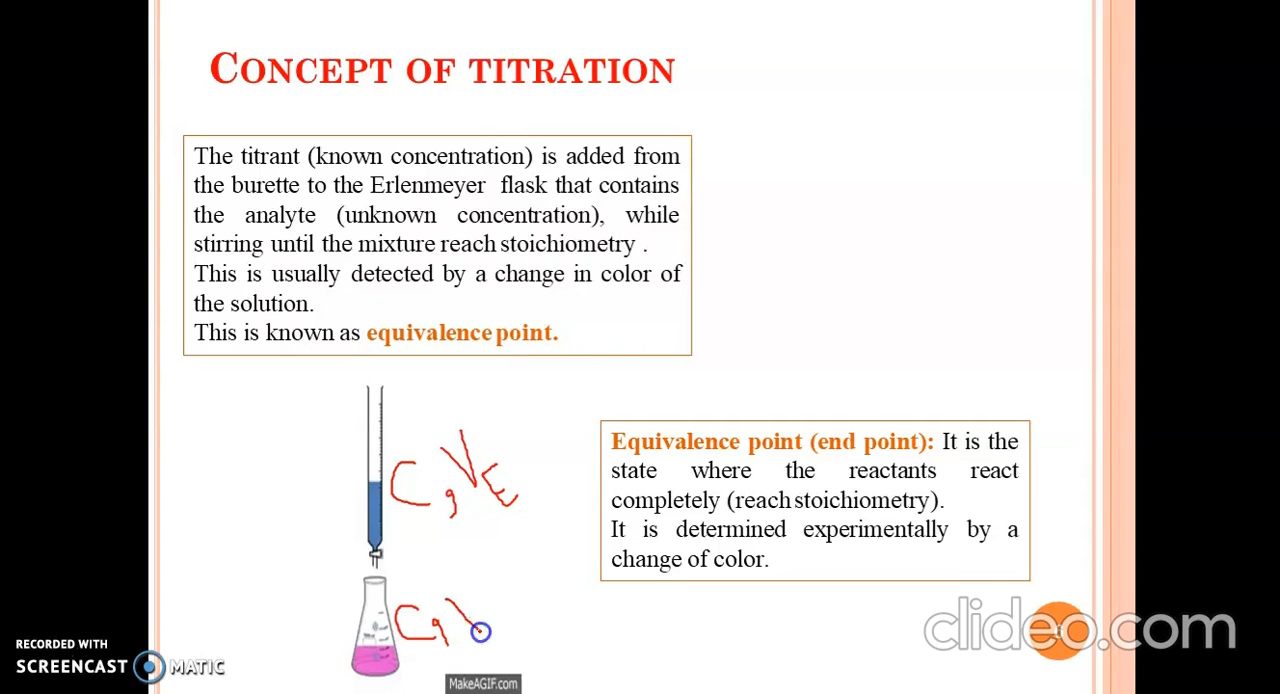 CONCEPT OF TITRATION
The titrant (known concentration) is added from
the burette to the Erlenmeyer flask that contains
the analyte (unknown concentration), while
stirring until the mixture reach stoichiometry .
This is usually detected by a change in color of
the solution.
This is known as equivalence point.
C, VE
Equivalence point (end point): It is the
state where the reactants react
completely (reach stoichiometry).
It is determined experimentally by a
change of color.
C,
clideo.com
RECORDED WITH
SCREENCAST MATIC
MakeAGIF.com